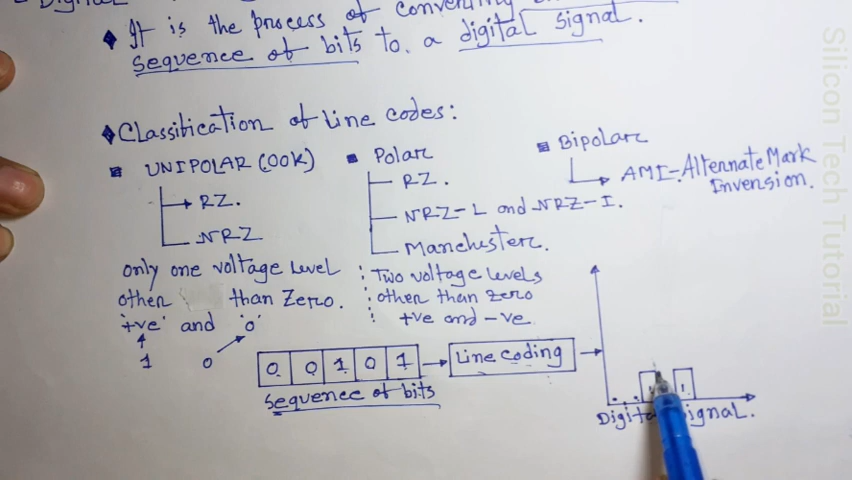 Digital
♦ It is the process of converting
sequence of bits to. a digital signal.
♦ Classification of line codes:
▪ UNIPOLAR (OOK)
→ RZ.
NRZ
only one voltage level
other than zero.
'+ve' and 'o'
1 0
▪ Polar
RZ.
NRZ-L and NRZ-I.
Manchester.
Two voltage levels
other than zero
+ve and -ve
▪ Bipolar
→ AMI-Alternate Mark
Invension.
0 0 1 0 1 → Line coding →
sequence of bits
1
Digital Signal.
Silicon Tech Tutorial